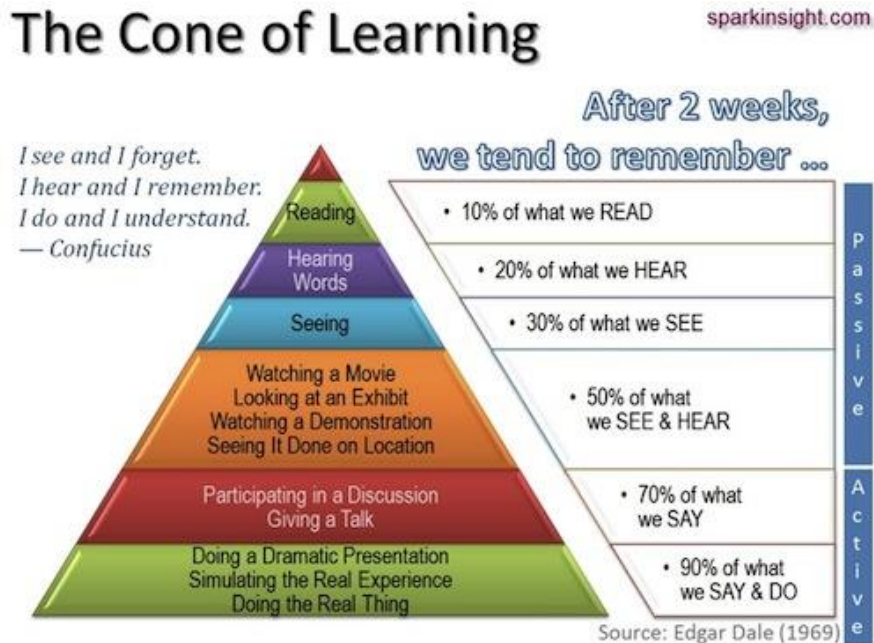 The Cone of Learning
sparkinsight.com
I see and I forget.
I hear and I remember.
I do and I understand.
— Confucius
After 2 weeks,
we tend to remember ...
Reading
• 10% of what we READ
Hearing
Words
• 20% of what we HEAR
Seeing
• 30% of what we SEE
Watching a Movie
Looking at an Exhibit
Watching a Demonstration
Seeing It Done on Location
• 50% of what
we SEE & HEAR
Passive
Participating in a Discussion
Giving a Talk
• 70% of what
we SAY
Doing a Dramatic Presentation
Simulating the Real Experience
Doing the Real Thing
• 90% of what
we SAY & DO
Active
Source: Edgar Dale (1969)